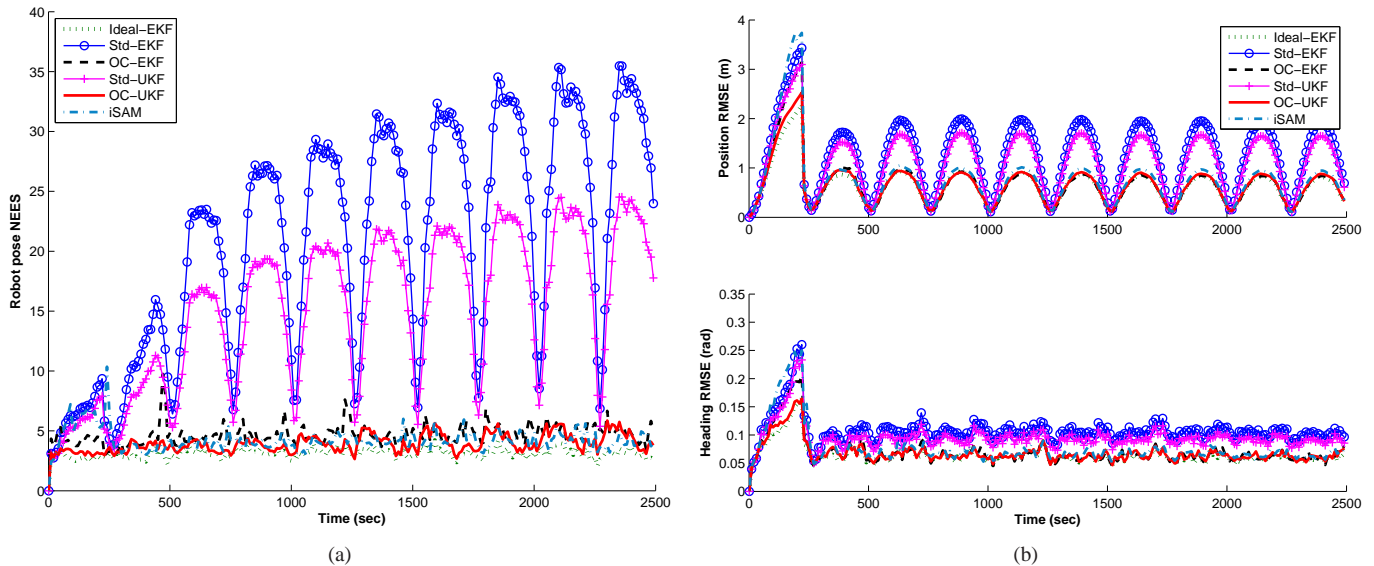 40
35
30
25
20
15
10
5
0
Robot pose NEES
Ideal−EKF
Std−EKF
OC−EKF
Std−UKF
OC−UKF
iSAM
0 500 1000 1500 2000 2500
Time (sec)
(a)
4
3
2
1
0
Position RMSE (m)
Ideal−EKF
Std−EKF
OC−EKF
Std−UKF
OC−UKF
iSAM
0 500 1000 1500 2000 2500
0.35
0.3
0.25
0.2
0.15
0.1
0.05
0
Heading RMSE (rad)
0 500 1000 1500 2000 2500
Time (sec)
(b)